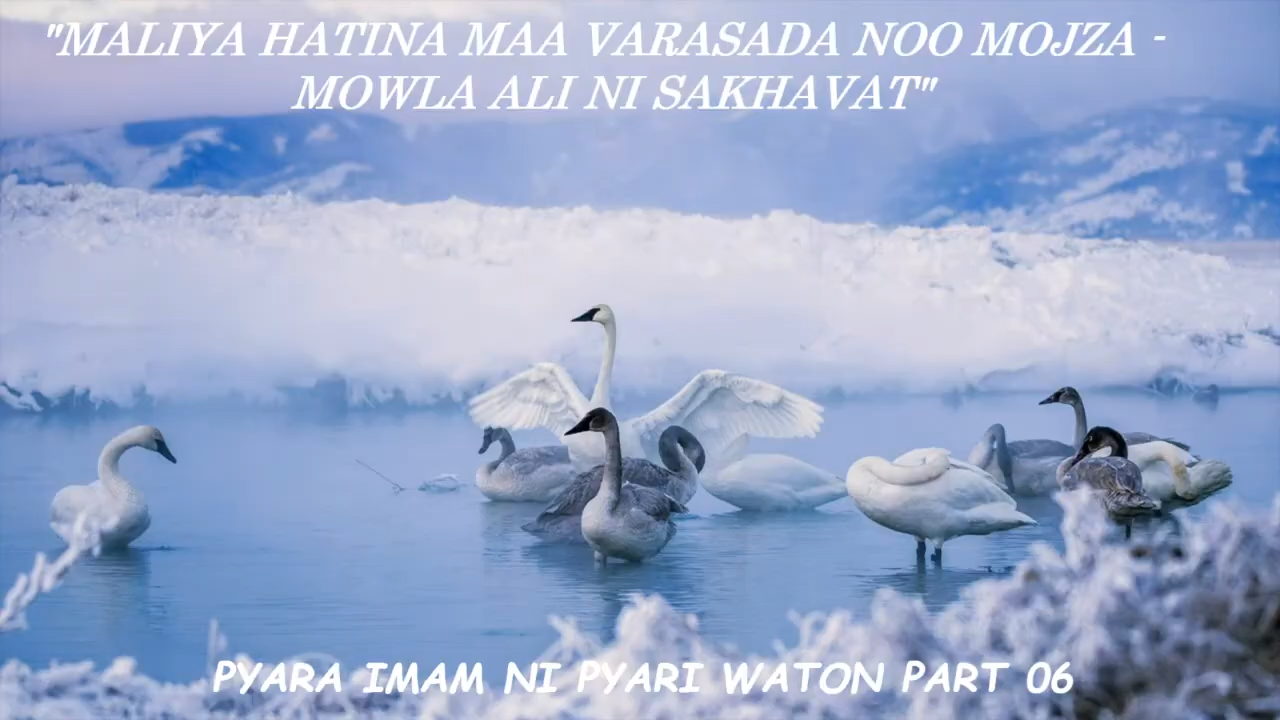 "MALIYA HATINA MAA VARASADA NOO MOJZA -
MOWLA ALI NI SAKHAVAT"
PYARA IMAM NI PYARI WATON PART 06